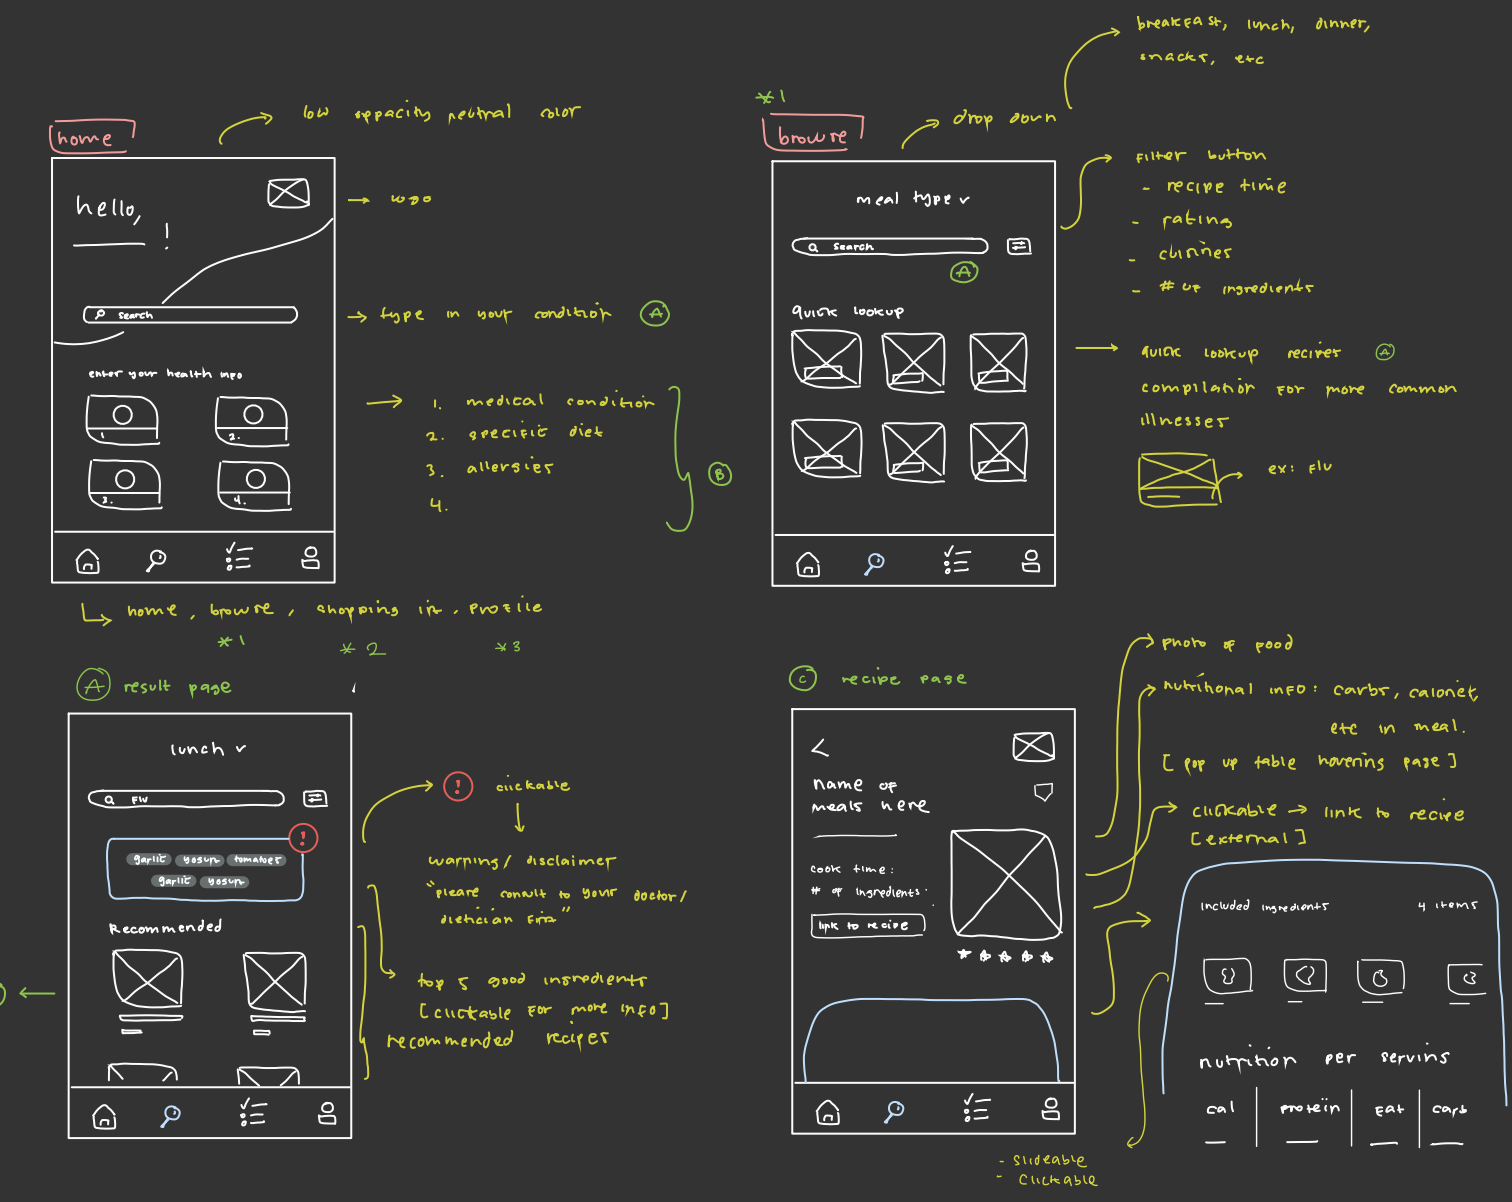 home
low oppacity neutral color
hello,
!
→ logo
search
→ type in your condition A
enter your health info
1
2.
3.
4.
→ 1. medical condition
2. specific diet
3. allergies
4.
B
home, browse, shopping list, profile
*1
*2
*3
*1
browse
drop down
breakfast, lunch, dinner,
snacks, etc
meal type
search
A
filter button
- recipe time
- rating
- cuisines
- # of ingredients
quick lookup
quick lookup recipes A
compilation for more common
illnesses
ex: flu
A result page
lunch
flu
!
garlic yogurt tomatoes
garlic yogurt
Recommended
! clickable
warning/ disclaimer
"please consult to your doctor/
dietician first"
top 5 good ingredients
[clickable for more info]
recommended recipes
C recipe page
name of
meals here
cook time:
# of ingredients:
link to recipe
photo of food
nutritional info: carbs, calories,
etc in meal.
[pop up table hovering page]
clickable → link to recipe
[external]
included ingredients
4 items
nutrition per serving
cal
protein
fat
carb
- slideable
- clickable